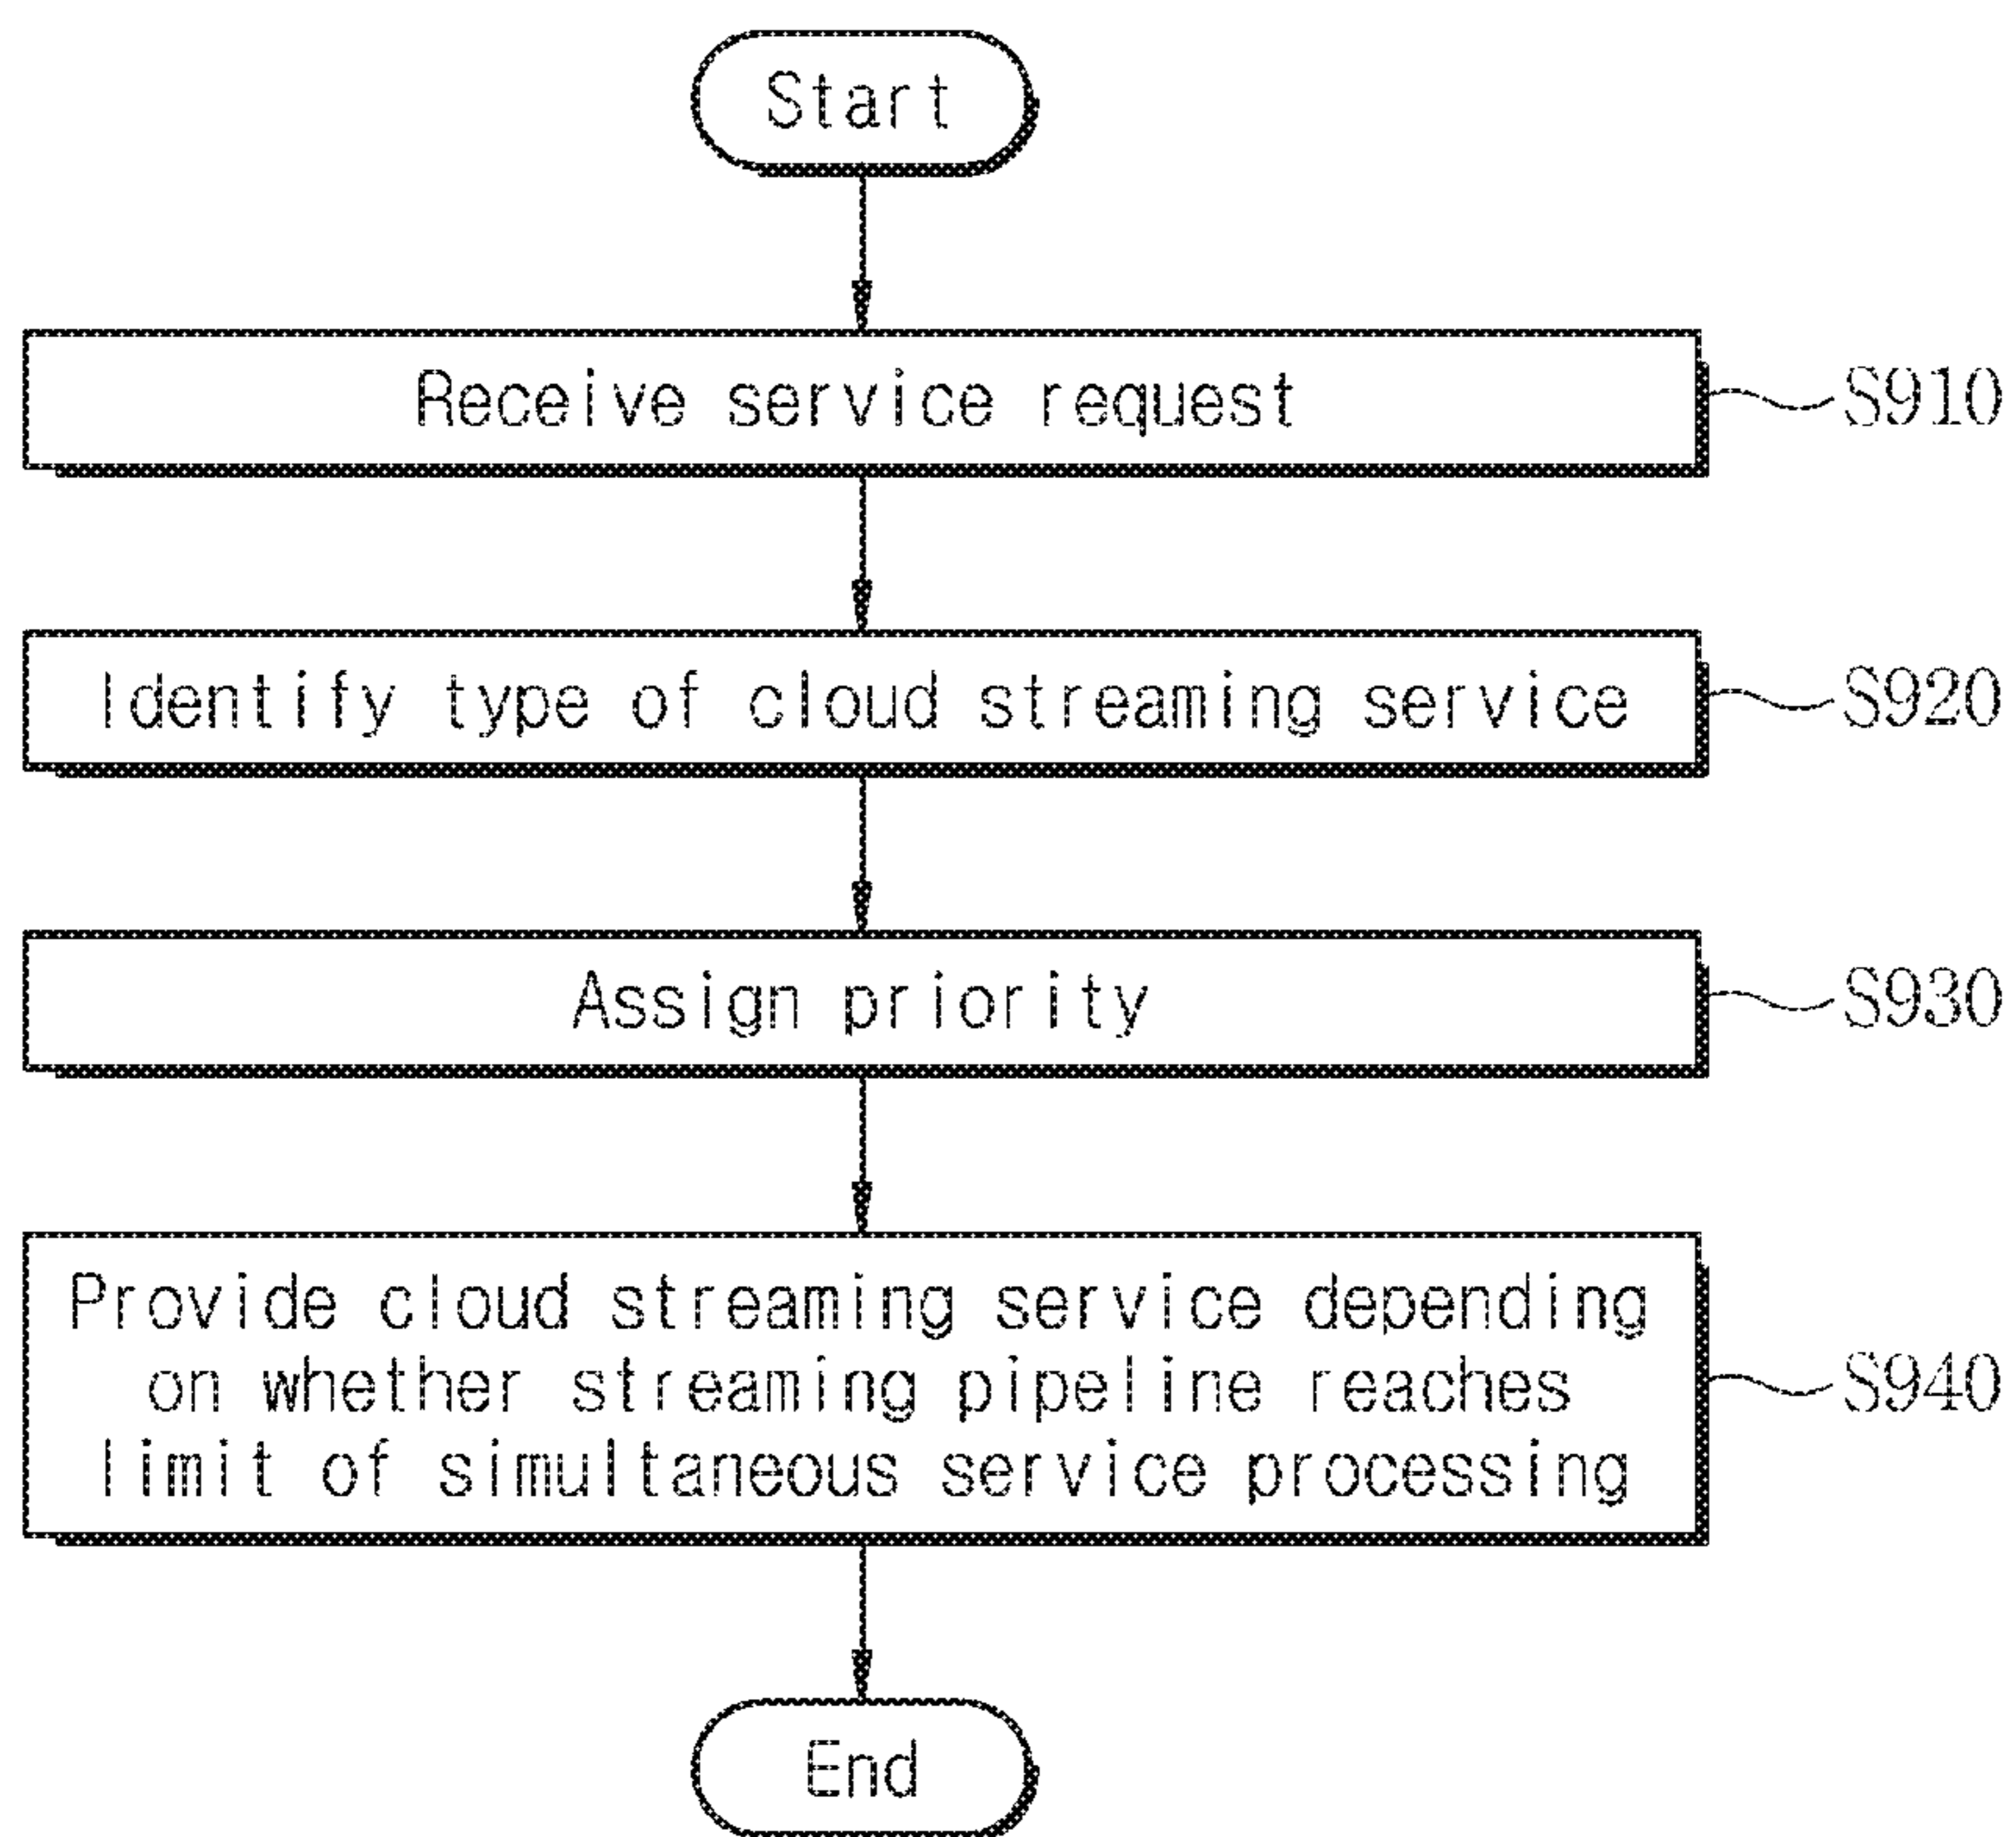 Start
Receive service request
S910
Identify type of cloud streaming service
S920
Assign priority
S930
Provide cloud streaming service depending
on whether streaming pipeline reaches
limit of simultaneous service processing
S940
End